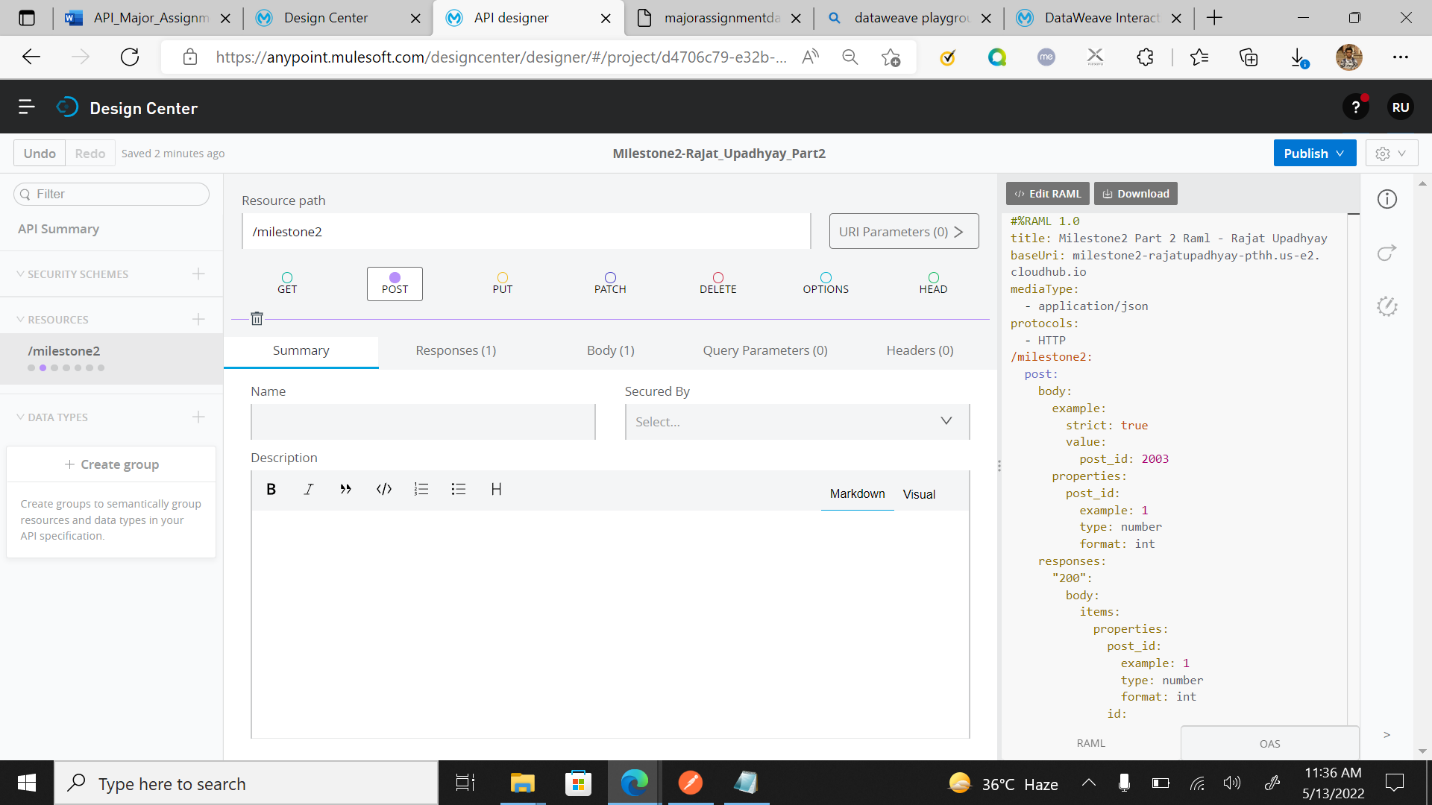 API_Major_Assignm
Design Center
API designer
majorassignmentda
dataweave playgrou
DataWeave Interact
https://anypoint.mulesoft.com/designcenter/designer/#/project/d4706c79-e32b-...
Design Center
?
RU
Undo
Redo
Saved 2 minutes ago
MIlestone2-RaJat_Upadhyay_Part2
Publish
Filter
API Summary
SECURITY SCHEMES
RESOURCES
/milestone2
DATA TYPES
+ Create group
Create groups to semantically group
resources and data types in your
API specification.
Resource path
/milestone2
URI Parameters (0) >
GET
POST
PUT
PATCH
DELETE
OPTIONS
HEAD
Summary
Responses (1)
Body (1)
Query Parameters (0)
Headers (0)
Name
Secured By
Select...
Description
B I H
Markdown
Visual
Edit RAML
Download
#%RAML 1.0
title: Milestone2 Part 2 Raml - Rajat Upadhyay
baseUri: milestone2-rajatupadhyay-pthh.us-e2.
cloudhub.io
mediaType:
- application/json
protocols:
- HTTP
/milestone2:
post:
body:
example:
strict: true
value:
post_id: 2003
properties:
post_id:
example: 1
type: number
format: int
responses:
"200":
body:
items:
properties:
post_id:
example: 1
type: number
format: int
id:
RAML
OAS
Type here to search
36°C Haze
11:36 AM
5/13/2022